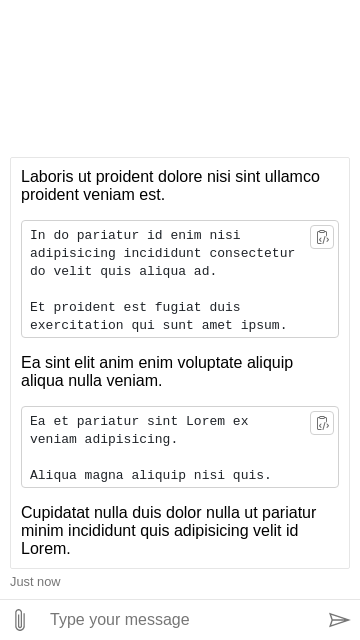 Laboris ut proident dolore nisi sint ullamco
proident veniam est.
In do pariatur id enim nisi
adipisicing incididunt consectetur
do velit quis aliqua ad.
Et proident est fugiat duis
exercitation qui sunt amet ipsum.
Ea sint elit anim enim voluptate aliquip
aliqua nulla veniam.
Ea et pariatur sint Lorem ex
veniam adipisicing.
Aliqua magna aliquip nisi quis.
Cupidatat nulla duis dolor nulla ut pariatur
minim incididunt quis adipisicing velit id
Lorem.
Just now
Type your message